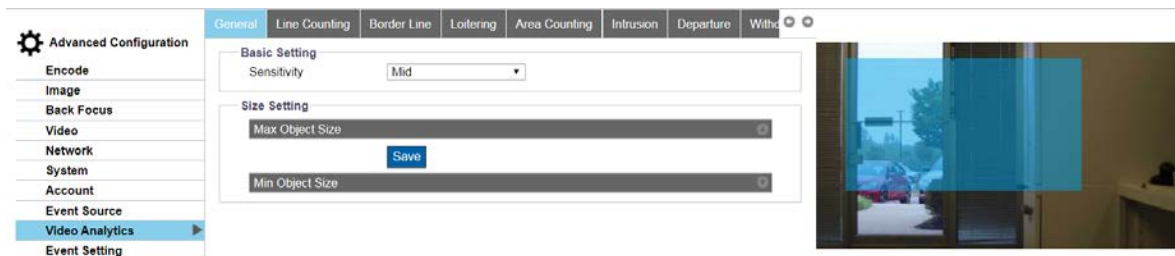 General Line Counting Border Line Loitering Area Counting Intrusion Departure
Advanced Configuration
Encode
Image
Back Focus
Video
Network
System
Account
Event Source
Video Analytics
Event Setting
Basic Setting
Sensitivity Mid
Size Setting
Max Object Size
Save
Min Object Size